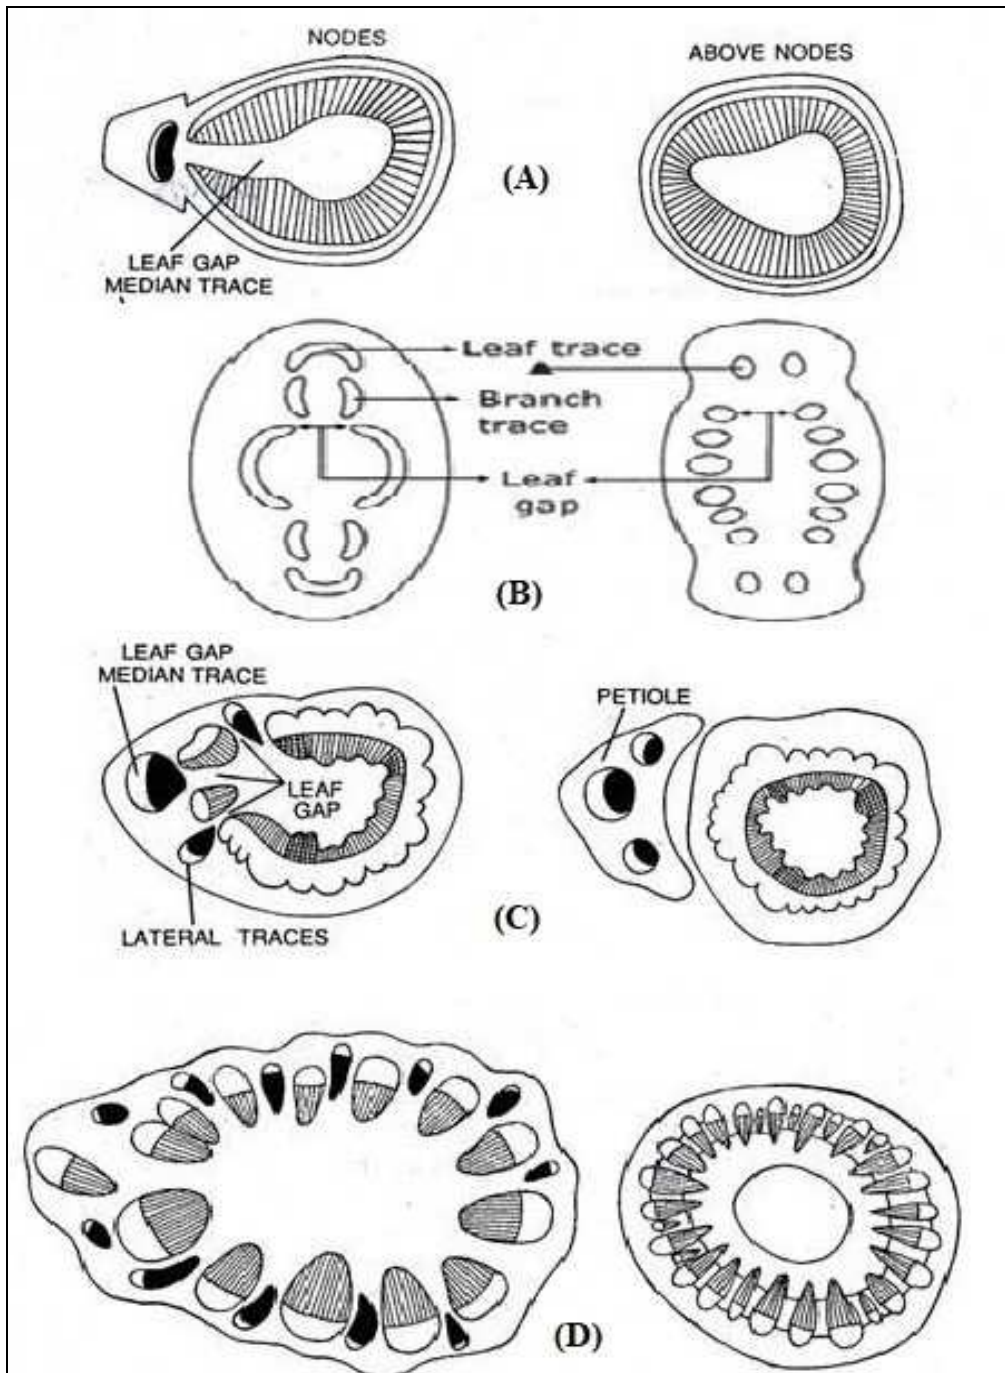 NODES
ABOVE NODES
(A)
LEAF GAP
MEDIAN TRACE
Leaf trace
Branch
trace
Leaf
gap
(B)
LEAF GAP
MEDIAN TRACE
PETIOLE
LEAF
GAP
(C)
LATERAL TRACES
(D)